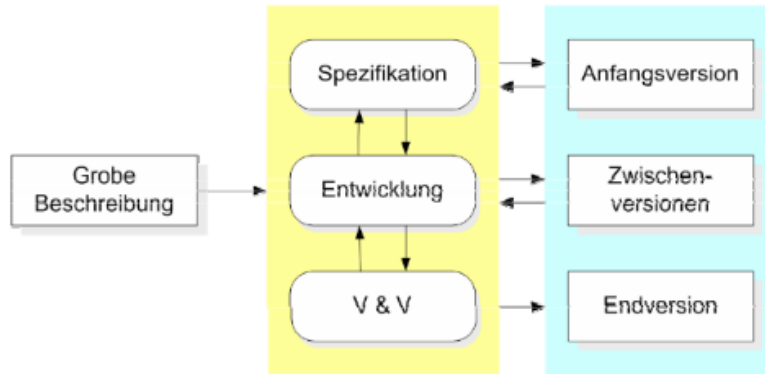 Spezifikation
Anfangsversion
Grobe
Beschreibung
Entwicklung
Zwischen-
versionen
V & V
Endversion